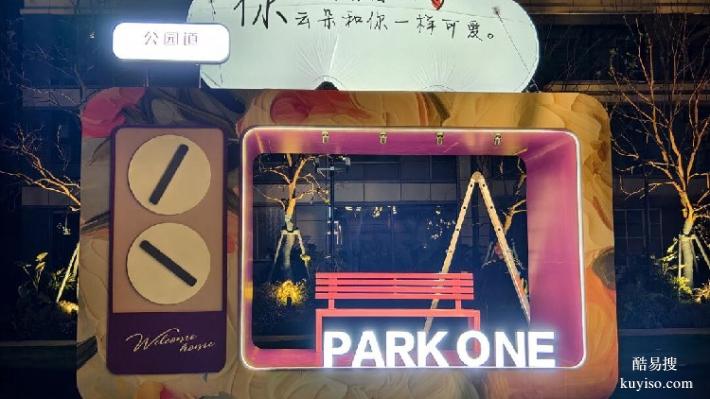 你云朵和你一样可爱。
公园道
PARK ONE
Welcome
home
酷易搜
kuyiso.com